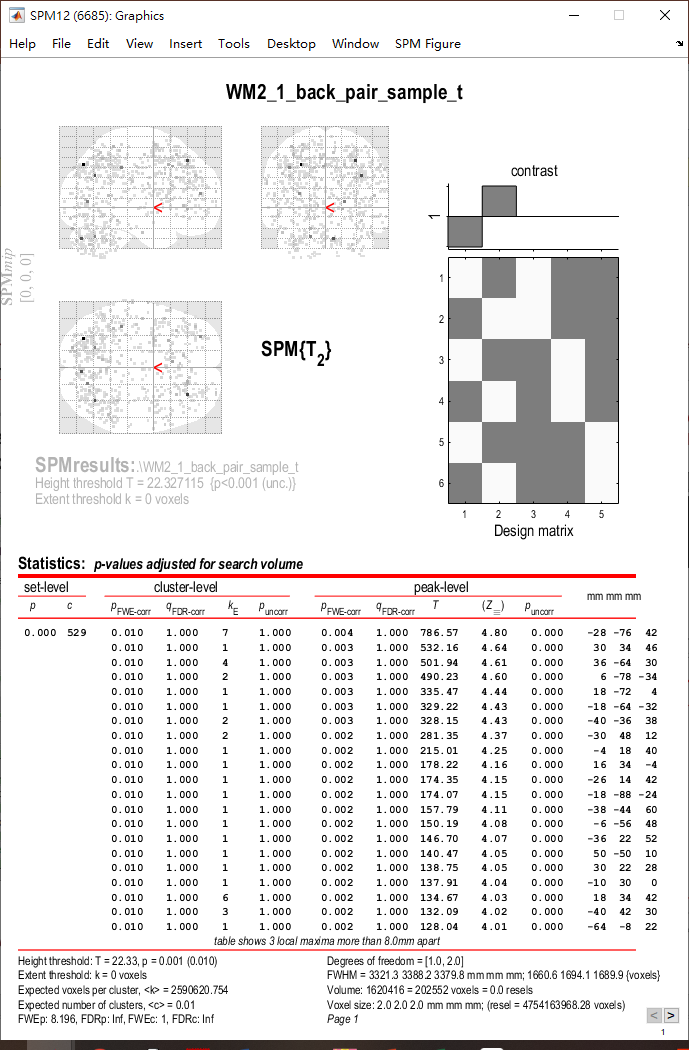 SPM12 (6685): Graphics
Help File Edit View Insert Tools Desktop Window SPM Figure
WM2_1_back_pair_sample_t
SPMmip
[0, 0, 0]
<
<
<
SPM{T2}
contrast
1
1
2
3
4
5
6
1 2 3 4 5
Design matrix
SPMresults: .\WM2_1_back_pair_sample_t
Height threshold T = 22.327115 {p<0.001 (unc.)}
Extent threshold k = 0 voxels
Statistics: p-values adjusted for search volume
set-level cluster-level peak-level
p c pFWE-corr qFDR-corr kE puncorr pFWE-corr qFDR-corr T (Z≡) puncorr mm mm mm
0.000 529 0.010 1.000 7 1.000 0.004 1.000 786.57 4.80 0.000 -28 -76 42
0.010 1.000 1 1.000 0.003 1.000 532.16 4.64 0.000 30 34 46
0.010 1.000 4 1.000 0.003 1.000 501.94 4.61 0.000 36 -64 30
0.010 1.000 2 1.000 0.003 1.000 490.23 4.60 0.000 6 -78 -34
0.010 1.000 1 1.000 0.003 1.000 335.47 4.44 0.000 18 -72 4
0.010 1.000 1 1.000 0.003 1.000 329.22 4.43 0.000 -18 -64 -32
0.010 1.000 2 1.000 0.003 1.000 328.15 4.43 0.000 -40 -36 38
0.010 1.000 2 1.000 0.002 1.000 281.35 4.37 0.000 -30 48 12
0.010 1.000 1 1.000 0.002 1.000 215.01 4.25 0.000 -4 18 40
0.010 1.000 1 1.000 0.002 1.000 178.22 4.16 0.000 16 34 -4
0.010 1.000 1 1.000 0.002 1.000 174.35 4.15 0.000 -26 14 42
0.010 1.000 1 1.000 0.002 1.000 174.07 4.15 0.000 -18 -88 -24
0.010 1.000 1 1.000 0.002 1.000 157.79 4.11 0.000 -38 -44 60
0.010 1.000 1 1.000 0.002 1.000 150.19 4.08 0.000 -6 -56 48
0.010 1.000 1 1.000 0.002 1.000 146.70 4.07 0.000 -36 22 52
0.010 1.000 1 1.000 0.002 1.000 140.47 4.05 0.000 50 -50 10
0.010 1.000 1 1.000 0.002 1.000 138.75 4.05 0.000 30 22 28
0.010 1.000 1 1.000 0.002 1.000 137.91 4.04 0.000 -10 30 0
0.010 1.000 6 1.000 0.002 1.000 134.67 4.03 0.000 18 34 42
0.010 1.000 3 1.000 0.002 1.000 132.09 4.02 0.000 -40 42 30
0.010 1.000 1 1.000 0.002 1.000 128.04 4.01 0.000 -64 -8 22
table shows 3 local maxima more than 8.0mm apart
Height threshold: T = 22.33, p = 0.001 (0.010)
Extent threshold: k = 0 voxels
Expected voxels per cluster, <k> = 2590620.754
Expected number of clusters, <c> = 0.01
FWEp: 8.196, FDRp: Inf, FWEc: 1, FDRc: Inf
Degrees of freedom = [1.0, 2.0]
FWHM = 3321.3 3388.2 3379.8 mm mm mm; 1660.6 1694.1 1689.9 {voxels}
Volume: 1620416 = 202552 voxels = 0.0 resels
Voxel size: 2.0 2.0 2.0 mm mm mm; (resel = 4754163968.28 voxels)
Page 1
< >
1